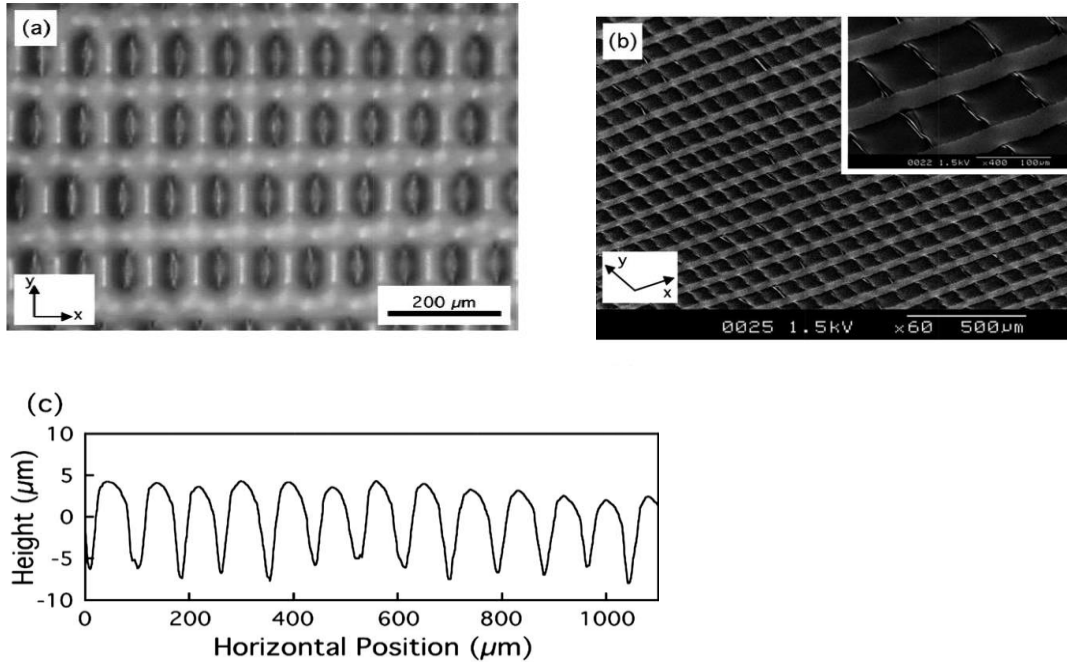 (a)
y
x
200 μm
(b)
0022 1.5kV ×400 100μm
y
x
0025 1.5kV ×60 500μm
(c)
10
5
0
-5
-10
Height (μm)
0 200 400 600 800 1000
Horizontal Position (μm)